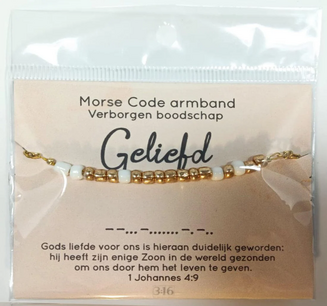 Morse Code armband
Verborgen boodschap
Geliefd
– – . . . – . . . . . . . – . – . .
Gods liefde voor ons is hieraan duidelijk geworden:
hij heeft zijn enige Zoon in de wereld gezonden
om ons door hem het leven te geven.
1 Johannes 4:9
346